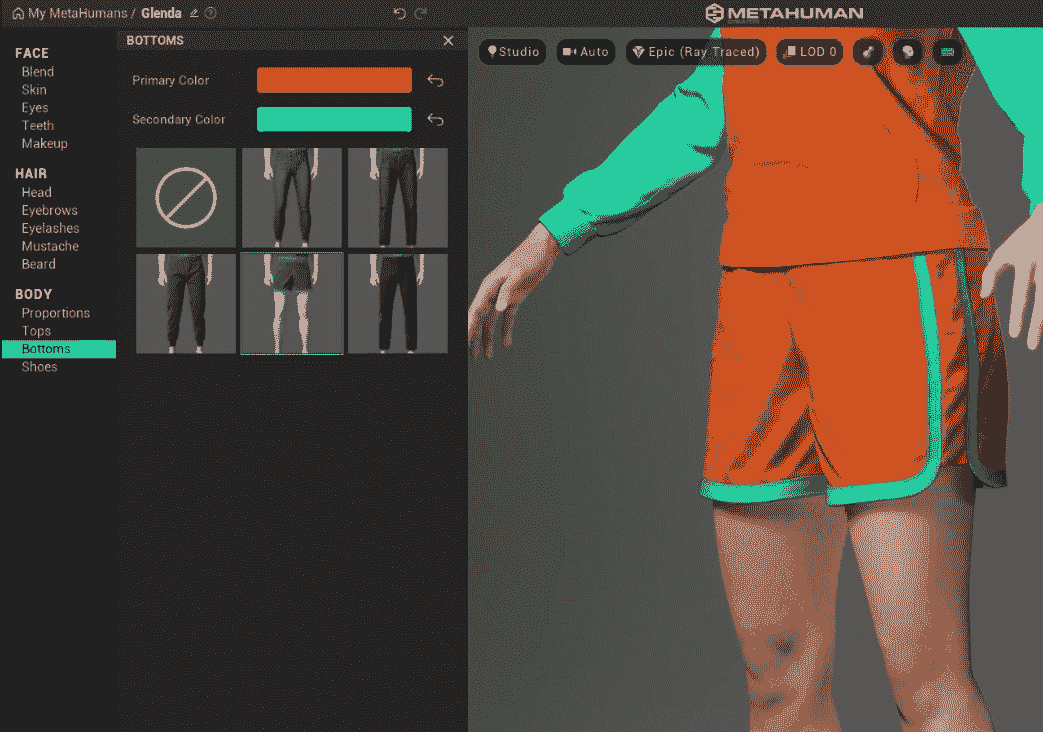 My MetaHumans / Glenda
METAHUMAN
CREATOR
BOTTOMS
Studio
Auto
Epic (Ray Traced)
LOD 0
FACE
Blend
Skin
Eyes
Teeth
Makeup
HAIR
Head
Eyebrows
Eyelashes
Mustache
Beard
BODY
Proportions
Tops
Bottoms
Shoes
Primary Color
Secondary Color